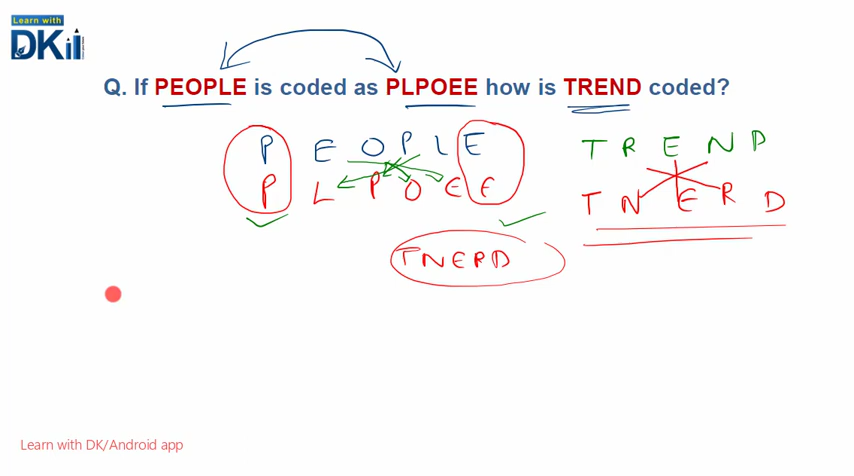 Learn with
DK
Q. If PEOPLE is coded as PLPOEE how is TREND coded?
P E O P L E
T R E N D
P L P O E E
T N E R D
TNERD
Learn with DK/Android app